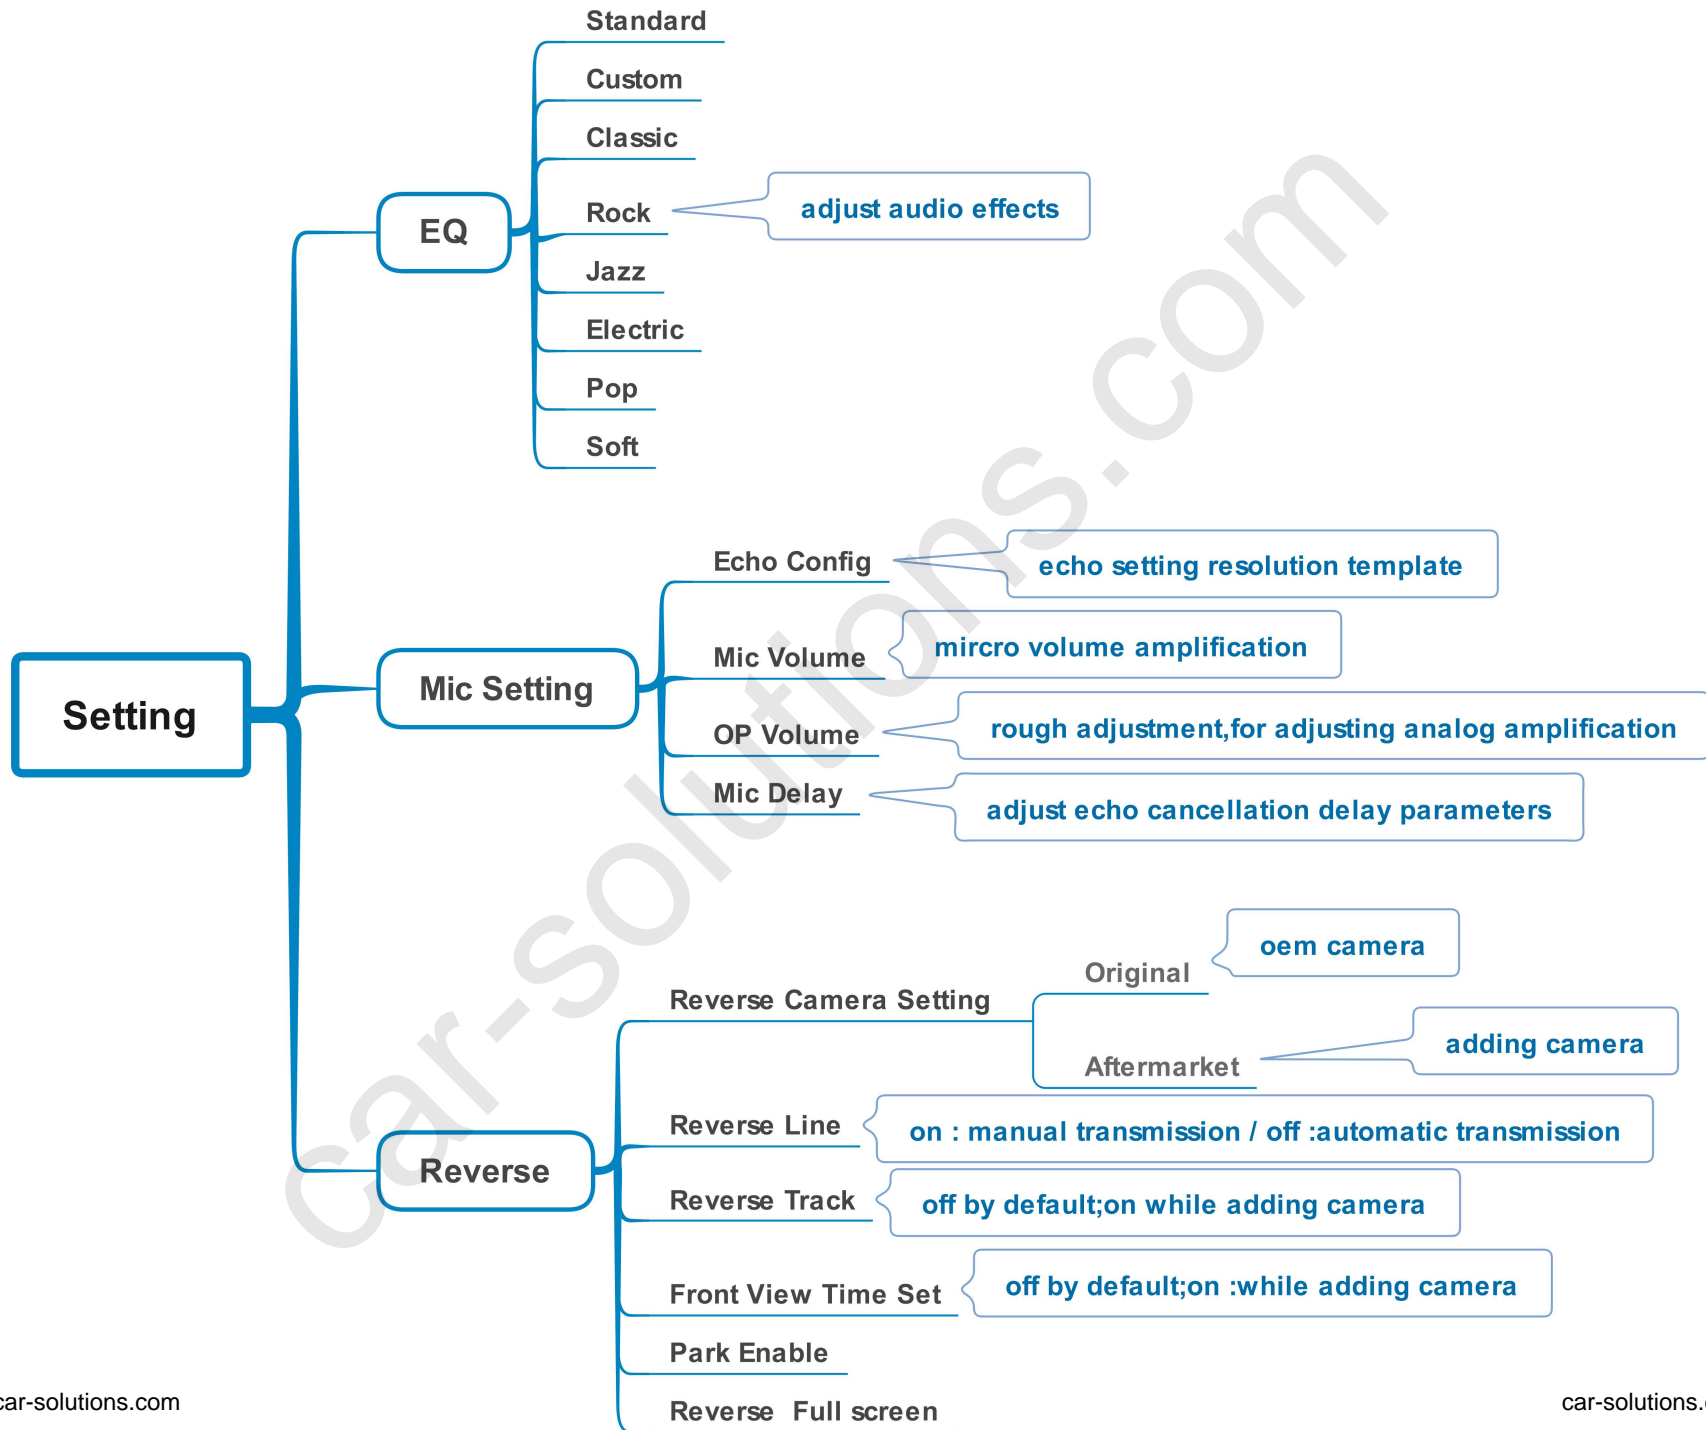 Standard
Custom
Classic
Rock
adjust audio effects
EQ
Jazz
Electric
Pop
Soft
Echo Config
echo setting resolution template
Mic Volume
mircro volume amplification
Mic Setting
Setting
OP Volume
rough adjustment,for adjusting analog amplification
Mic Delay
adjust echo cancellation delay parameters
oem camera
Original
Reverse Camera Setting
adding camera
Aftermarket
Reverse Line
on : manual transmission / off :automatic transmission
Reverse
Reverse Track
off by default;on while adding camera
Front View Time Set
off by default;on :while adding camera
Park Enable
Reverse  Full screen
car-solutions.com
car-solutions.
car-solutions.com